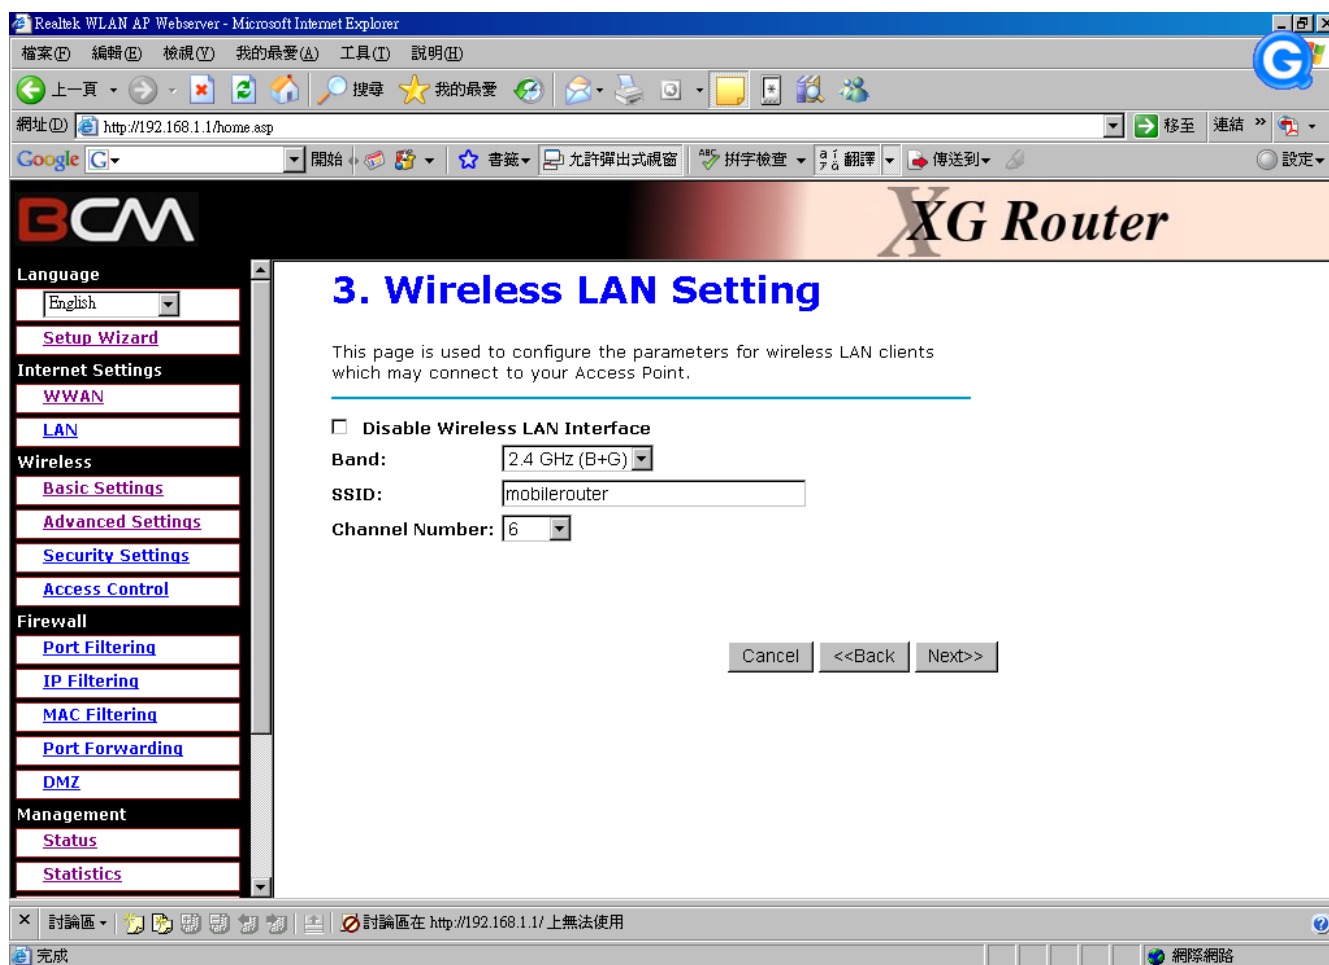 Realtek WLAN AP Webserver - Microsoft Internet Explorer
檔案(F) 編輯(E) 檢視(V) 我的最愛(A) 工具(T) 說明(H)
上一頁 搜尋 我的最愛
網址(D) http://192.168.1.1/home.asp 移至 連結 »
Google G 開始 書籤 允許彈出式視窗 ABC 拼字檢查 翻譯 傳送到 設定
BCM XG Router
Language
English
Setup Wizard
Internet Settings
WWAN
LAN
Wireless
Basic Settings
Advanced Settings
Security Settings
Access Control
Firewall
Port Filtering
IP Filtering
MAC Filtering
Port Forwarding
DMZ
Management
Status
Statistics
3. Wireless LAN Setting
This page is used to configure the parameters for wireless LAN clients
which may connect to your Access Point.
Disable Wireless LAN Interface
Band: 2.4 GHz (B+G)
SSID: mobilerouter
Channel Number: 6
Cancel <<Back Next>>
× 討論區 討論區在 http://192.168.1.1/ 上無法使用
完成 網際網路